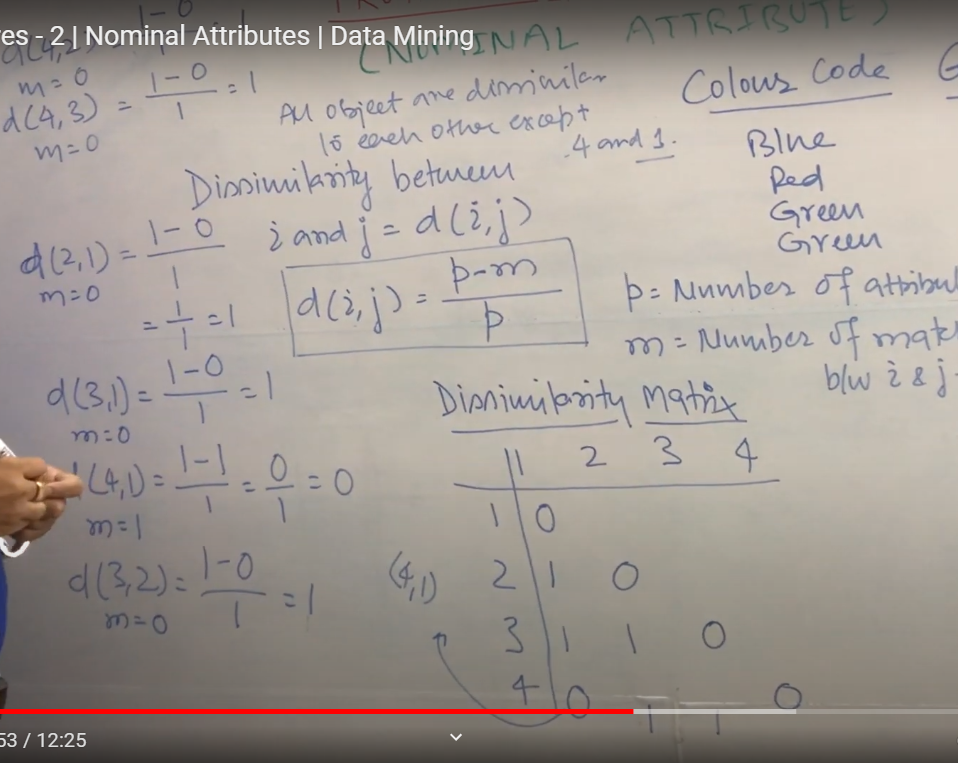 es - 2 | Nominal Attributes | Data Mining
(NOMINAL ATTRIBUTE)
m=0
d(4,3) = 1-0 / 1 = 1
m=0
All object are dissimilar
to each other except
4 and 1.
Colour Code
Blue
Red
Green
Green
Dissimilarity between
i and j = d(i,j)
d(i,j) = p-m / p
p = Number of attribu
m = Number of matc
b/w i & j.
d(2,1) = 1-0 / 1
m=0
= 1/1 = 1
d(3,1) = 1-0 / 1 = 1
m=0
(4,1) = 1-1 / 1 = 0/1 = 0
m=1
d(3,2) = 1-0 / 1 = 1
m=0
Dissimilarity Matrix
1 2 3 4
1 0
2 1 0
3 1 1 0
4 0 1 1 0
(4,1)
53 / 12:25